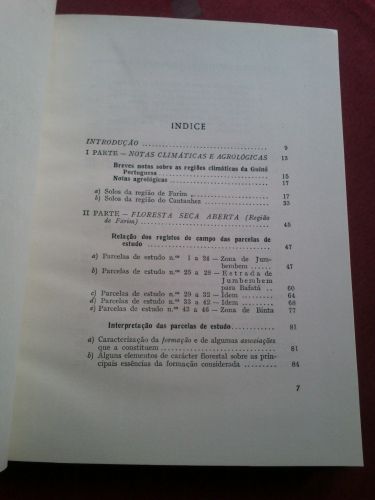 INDICE
INTRODUÇÃO 9
I PARTE — NOTAS CLIMÁTICAS E AGROLÓGICAS 13
Breves notas sobre as regiões climáticas da Guiné
Portuguesa 15
Notas agrológicas 17
a) Solos da região de Farim 17
b) Solos do Cantanhez 33
II PARTE — FLORESTA SECA ABERTA (Região
de Farim) 45
Relação dos registos de campo das parcelas de
estudo 47
a) Parcelas de estudo n.os 1 a 24 — Zona de Jum-
bembem 47
b) Parcelas de estudo n.os 25 a 28 — Estrada de
Jumbembem
para Bafatá 60
c) Parcelas de estudo n.os 29 a 32 — Idem 64
d) Parcelas de estudo n.os 33 a 42 — Idem 68
e) Parcelas de estudo n.os 43 a 46 — Zona de Binta 77
Interpretação das parcelas de estudo 81
a) Caracterização da formação e de algumas associações
que a constituem 81
b) Alguns elementos de carácter florestal sobre as prin-
cipais essências da formação considerada 84
7